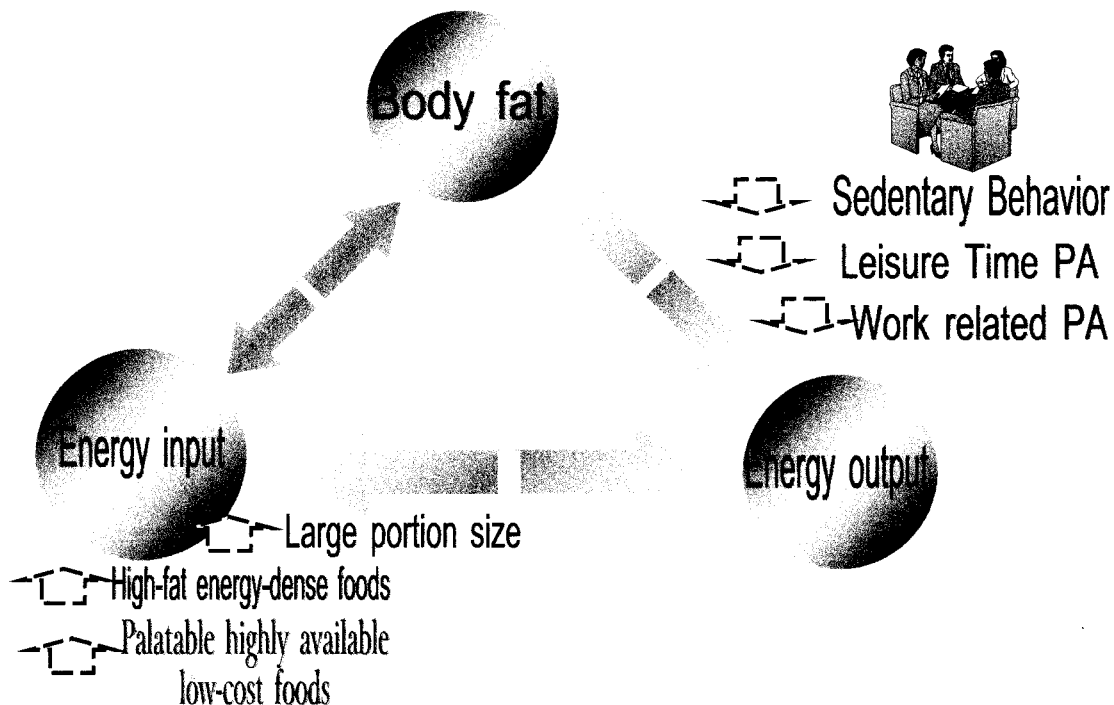 Body fat
Sedentary Behavior
Leisure Time PA
Work related PA
Energy input
Energy output
Large portion size
High-fat energy-dense foods
Palatable highly available
low-cost foods